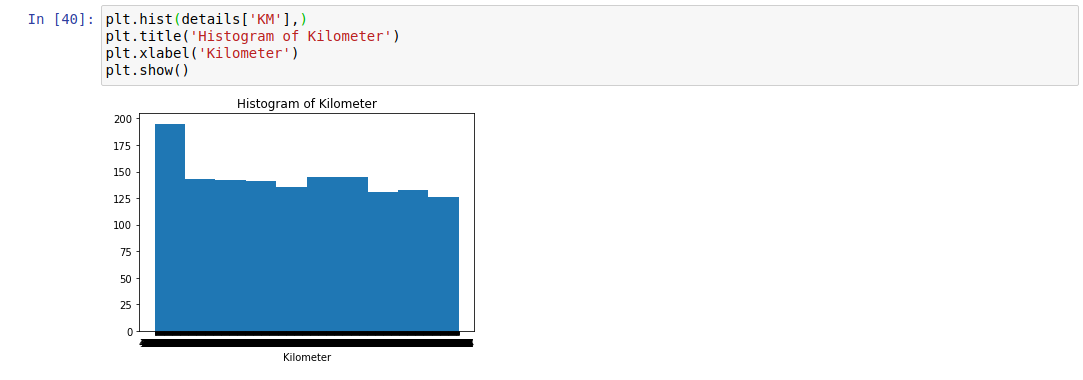 In [40]: plt.hist(details['KM'],)
plt.title('Histogram of Kilometer')
plt.xlabel('Kilometer')
plt.show()
Histogram of Kilometer
200
175
150
125
100
75
50
25
0
Kilometer